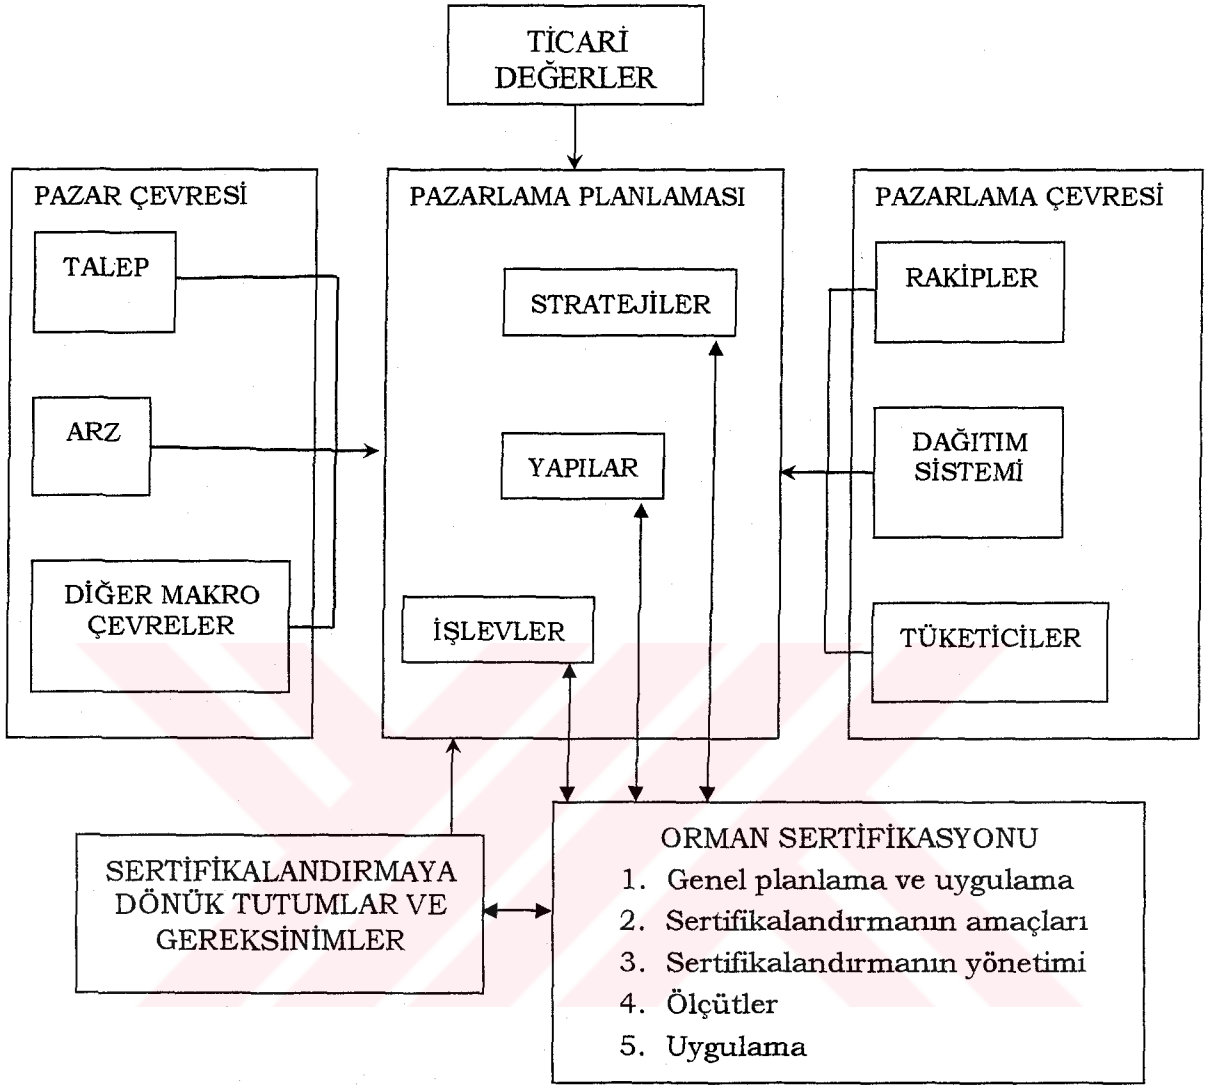 TİCARİ
DEĞERLER
PAZAR ÇEVRESİ
TALEP
ARZ
DİĞER MAKRO
ÇEVRELER
PAZARLAMA PLANLAMASI
STRATEJİLER
YAPILAR
İŞLEVLER
PAZARLAMA ÇEVRESİ
RAKİPLER
DAĞITIM
SİSTEMİ
TÜKETİCİLER
SERTİFİKALANDIRMAYA
DÖNÜK TUTUMLAR VE
GEREKSİNİMLER
ORMAN SERTİFİKASYONU
1. Genel planlama ve uygulama
2. Sertifikalandırmanın amaçları
3. Sertifikalandırmanın yönetimi
4. Ölçütler
5. Uygulama